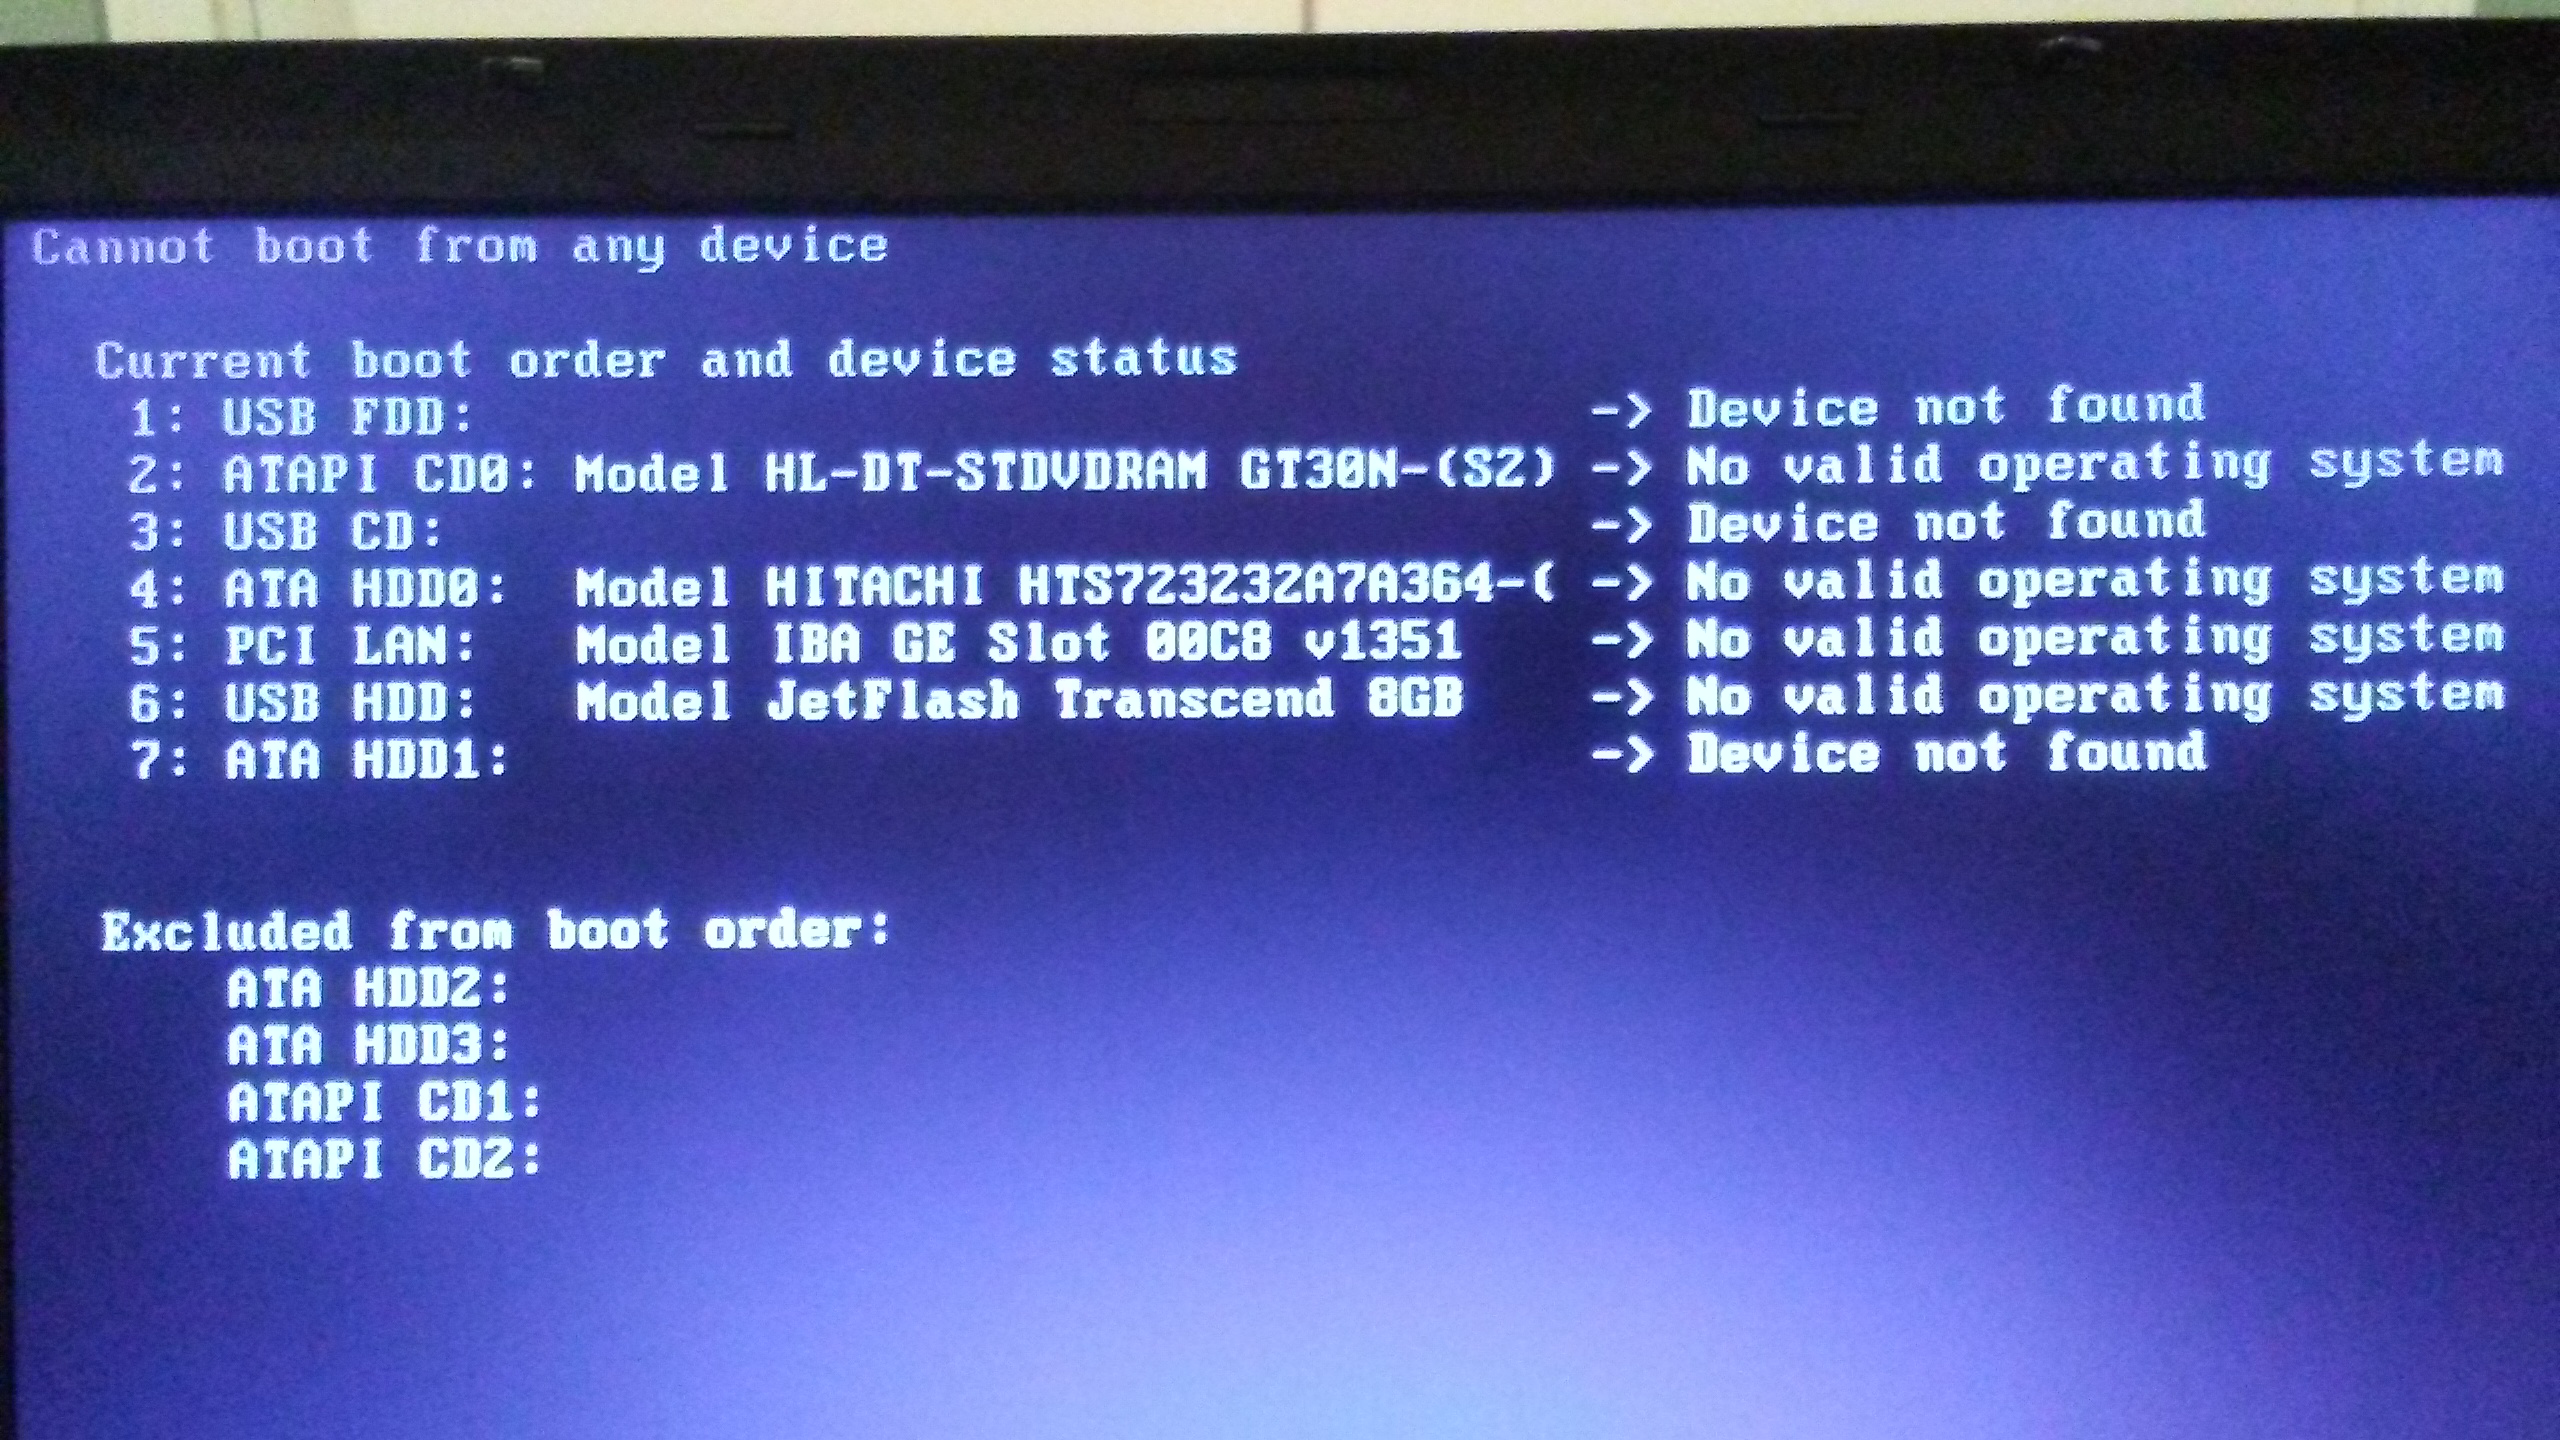 Cannot boot from any device
Current boot order and device status
1: USB FDD: -> Device not found
2: ATAPI CD0: Model HL-DT-STDVDRAM GT30N-(S2) -> No valid operating system
3: USB CD: -> Device not found
4: ATA HDD0: Model HITACHI HTS723232A7A364-( -> No valid operating system
5: PCI LAN: Model IBA GE Slot 00C8 v1351 -> No valid operating system
6: USB HDD: Model JetFlash Transcend 8GB -> No valid operating system
7: ATA HDD1: -> Device not found
Excluded from boot order:
ATA HDD2:
ATA HDD3:
ATAPI CD1:
ATAPI CD2: